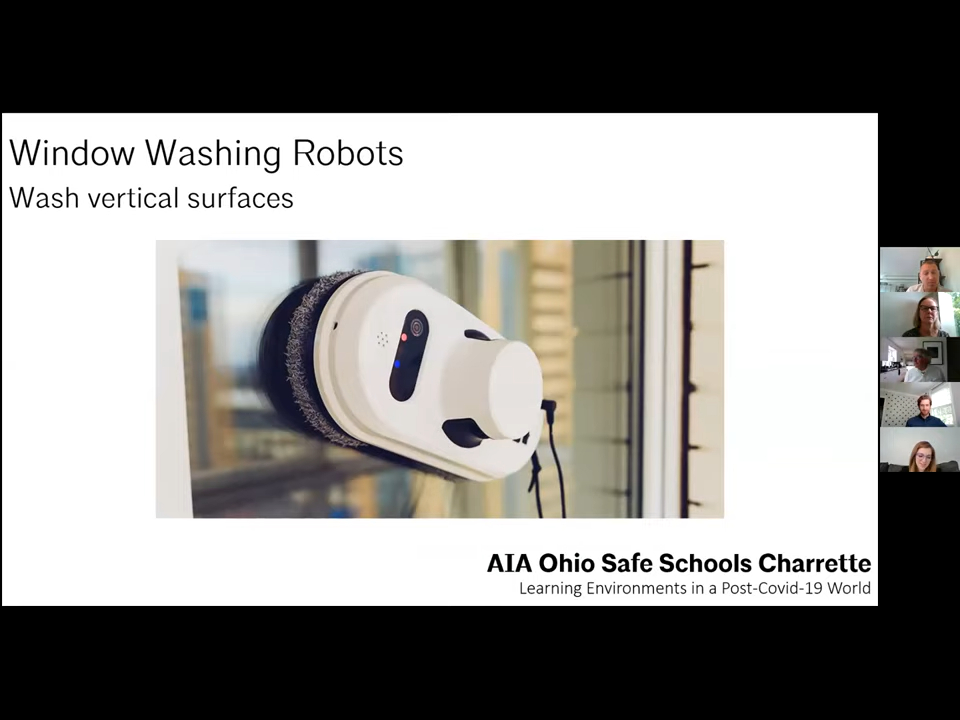 Window Washing Robots
Wash vertical surfaces
AIA Ohio Safe Schools Charrette
Learning Environments in a Post-Covid-19 World